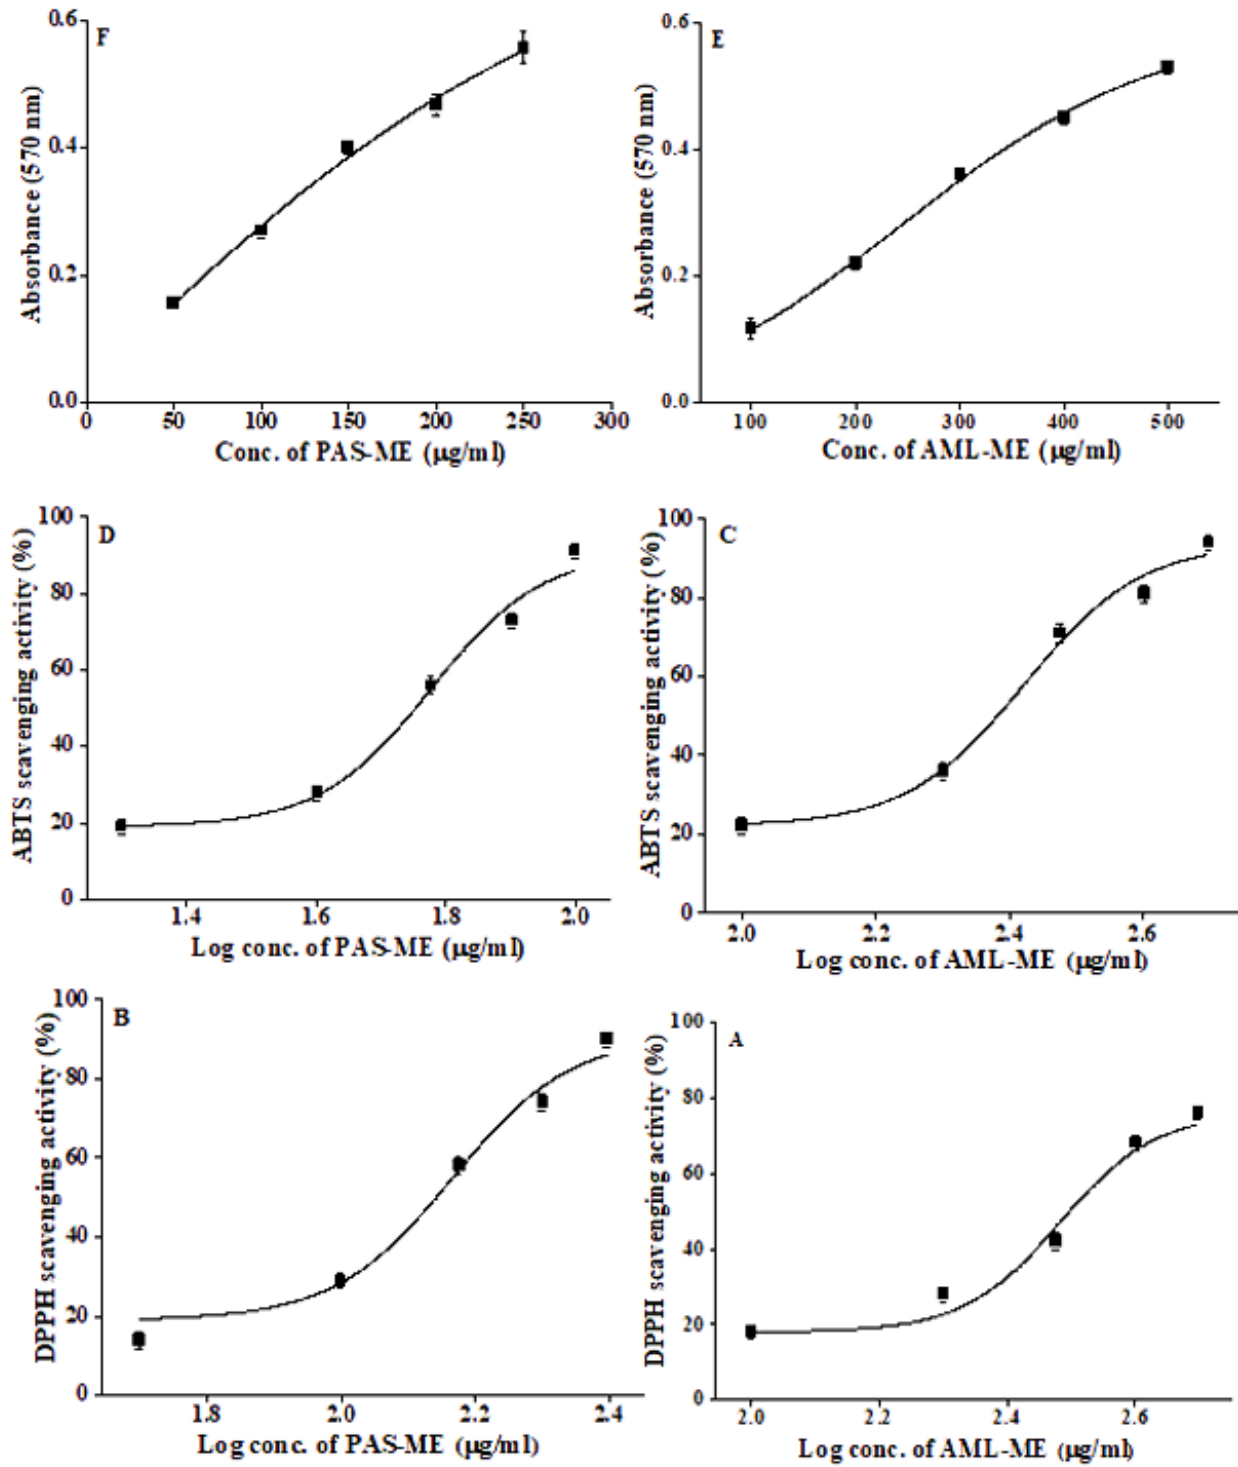 F
Absorbance (570 nm)
0.6
0.4
0.2
0.0
0 50 100 150 200 250 300
Conc. of PAS-ME (µg/ml)
E
Absorbance (570 nm)
0.6
0.4
0.2
0.0
100 200 300 400 500
Conc. of AML-ME (µg/ml)
D
ABTS scavenging activity (%)
100
80
60
40
20
0
1.4 1.6 1.8 2.0
Log conc. of PAS-ME (µg/ml)
C
ABTS scavenging activity (%)
100
80
60
40
20
0
2.0 2.2 2.4 2.6
Log conc. of AML-ME (µg/ml)
B
DPPH scavenging activity (%)
100
80
60
40
20
0
1.8 2.0 2.2 2.4
Log conc. of PAS-ME (µg/ml)
A
DPPH scavenging activity (%)
100
80
60
40
20
0
2.0 2.2 2.4 2.6
Log conc. of AML-ME (µg/ml)